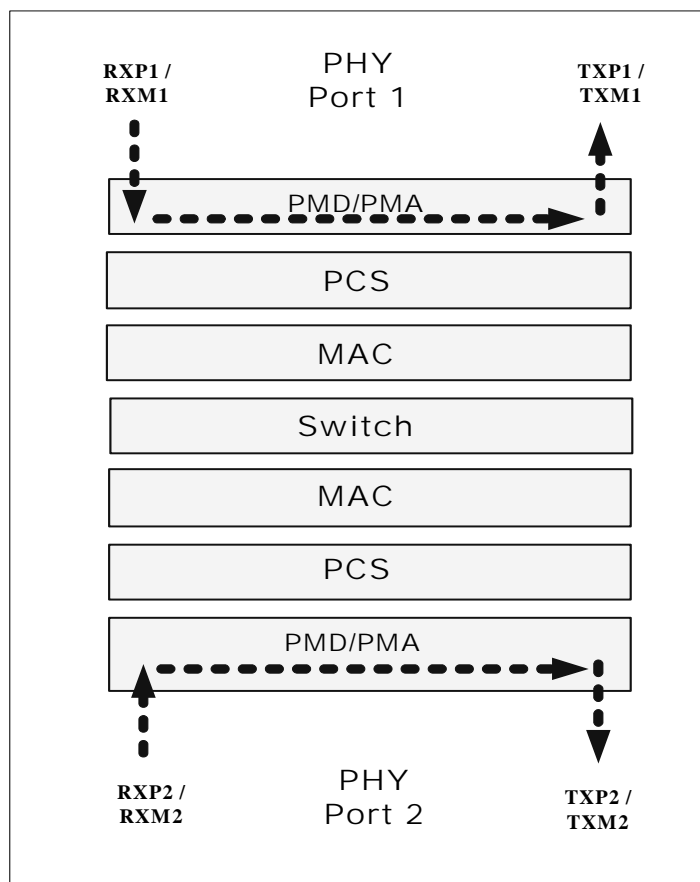 RXP1 /
RXM1
PHY
Port 1
TXP1 /
TXM1
PMD/PMA
PCS
MAC
Switch
MAC
PCS
PMD/PMA
RXP2 /
RXM2
PHY
Port 2
TXP2 /
TXM2